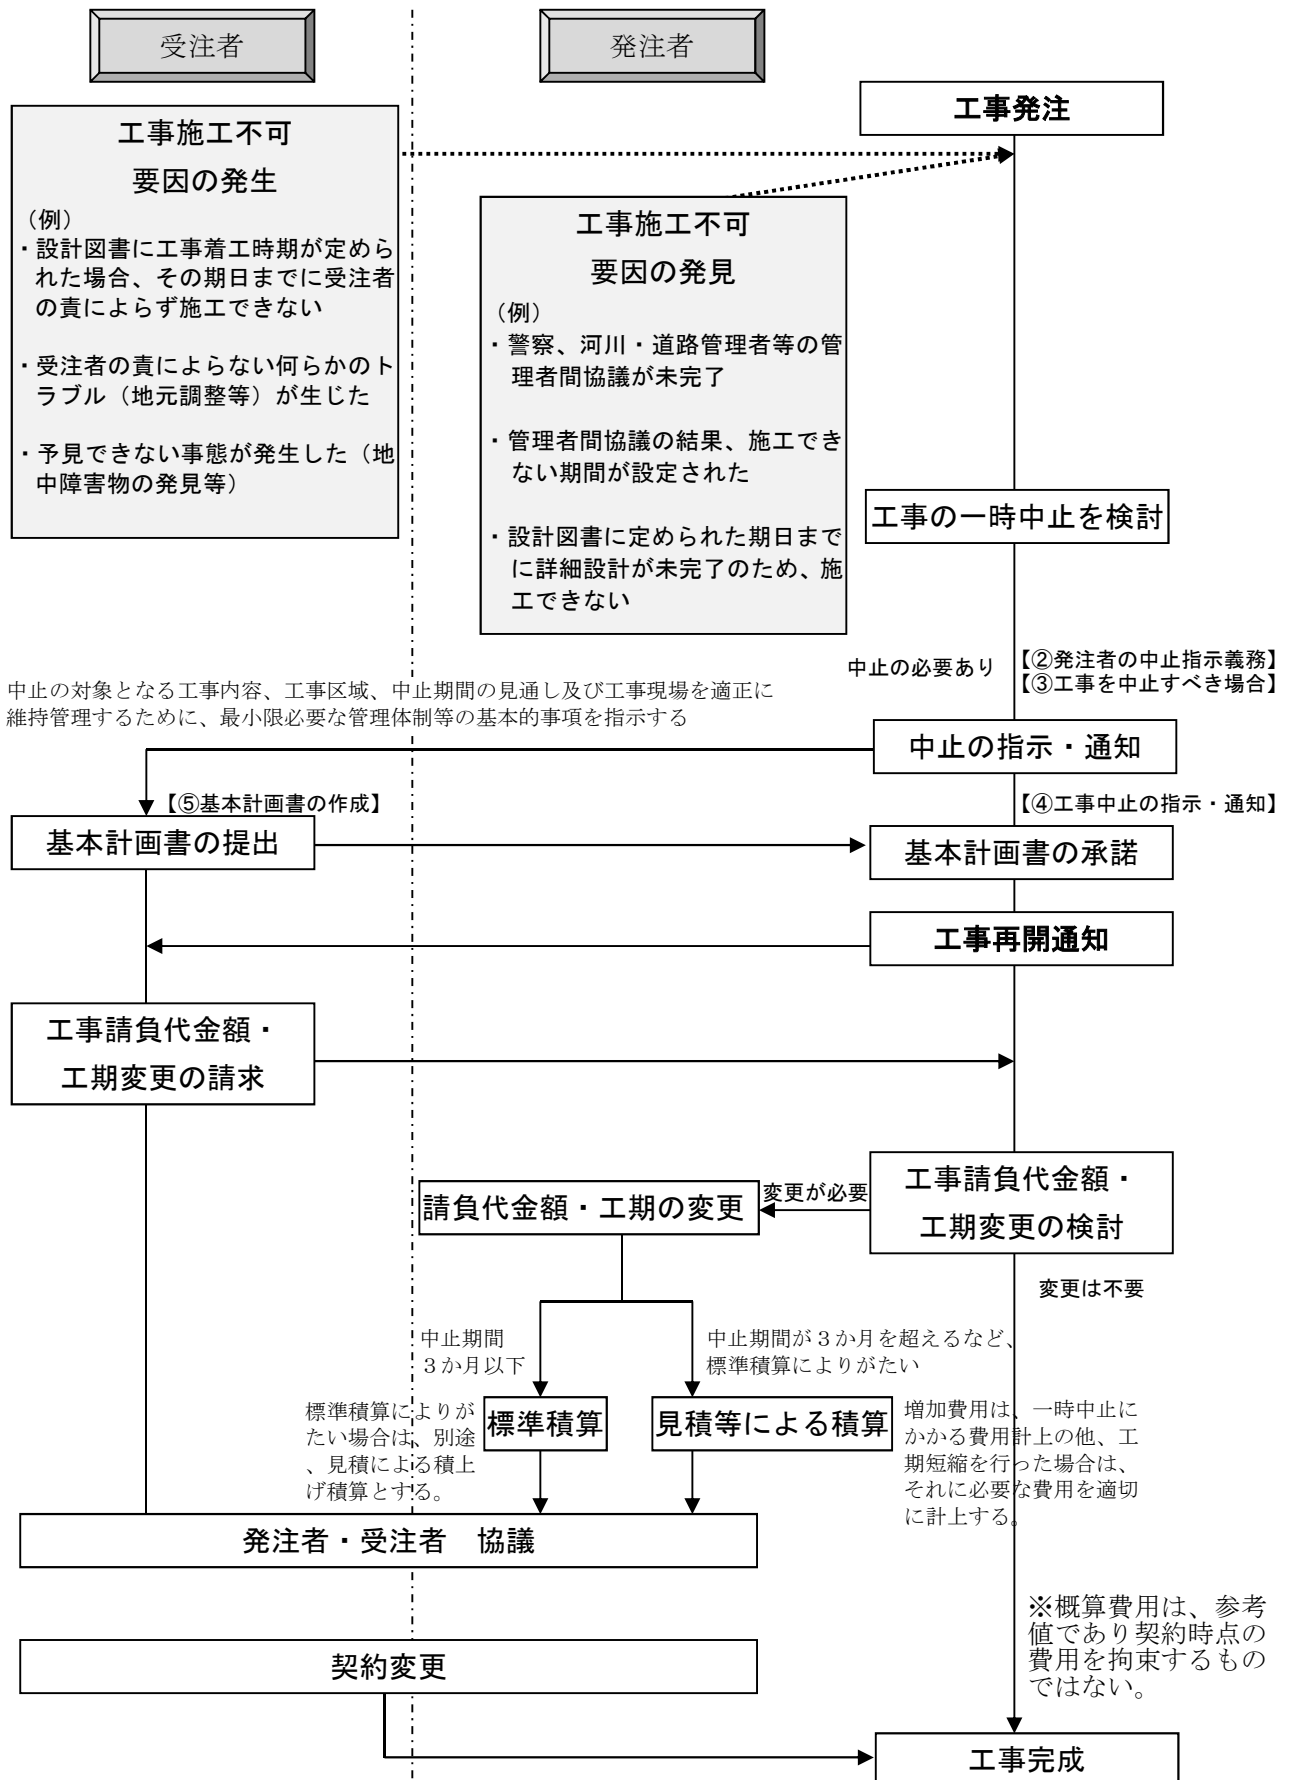 受注者
発注者
工事発注
工事施工不可
要因の発生
（例）
・設計図書に工事着工時期が定めら
れた場合、その期日までに受注者
の責によらず施工できない
・受注者の責によらない何らかのト
ラブル（地元調整等）が生じた
・予見できない事態が発生した（地
中障害物の発見等）
工事施工不可
要因の発見
（例）
・警察、河川・道路管理者等の管
理者間協議が未完了
・管理者間協議の結果、施工でき
ない期間が設定された
・設計図書に定められた期日まで
に詳細設計が未完了のため、施
工できない
工事の一時中止を検討
中止の必要あり
【②発注者の中止指示義務】
【③工事を中止すべき場合】
中止の対象となる工事内容、工事区域、中止期間の見通し及び工事現場を適正に
維持管理するために、最小限必要な管理体制等の基本的事項を指示する
中止の指示・通知
【⑤基本計画書の作成】
【④工事中止の指示・通知】
基本計画書の提出
基本計画書の承諾
工事再開通知
工事請負代金額・
工期変更の請求
工事請負代金額・
工期変更の検討
変更が必要
請負代金額・工期の変更
変更は不要
中止期間
３か月以下
中止期間が３か月を超えるなど、
標準積算によりがたい
標準積算によりが
たい場合は、別途
、見積による積上
げ積算とする。
標準積算
見積等による積算
増加費用は、一時中止に
かかる費用計上の他、工
期短縮を行った場合は、
それに必要な費用を適切
に計上する。
発注者・受注者　協議
※概算費用は、参考
値であり契約時点の
費用を拘束するもの
ではない。
契約変更
工事完成